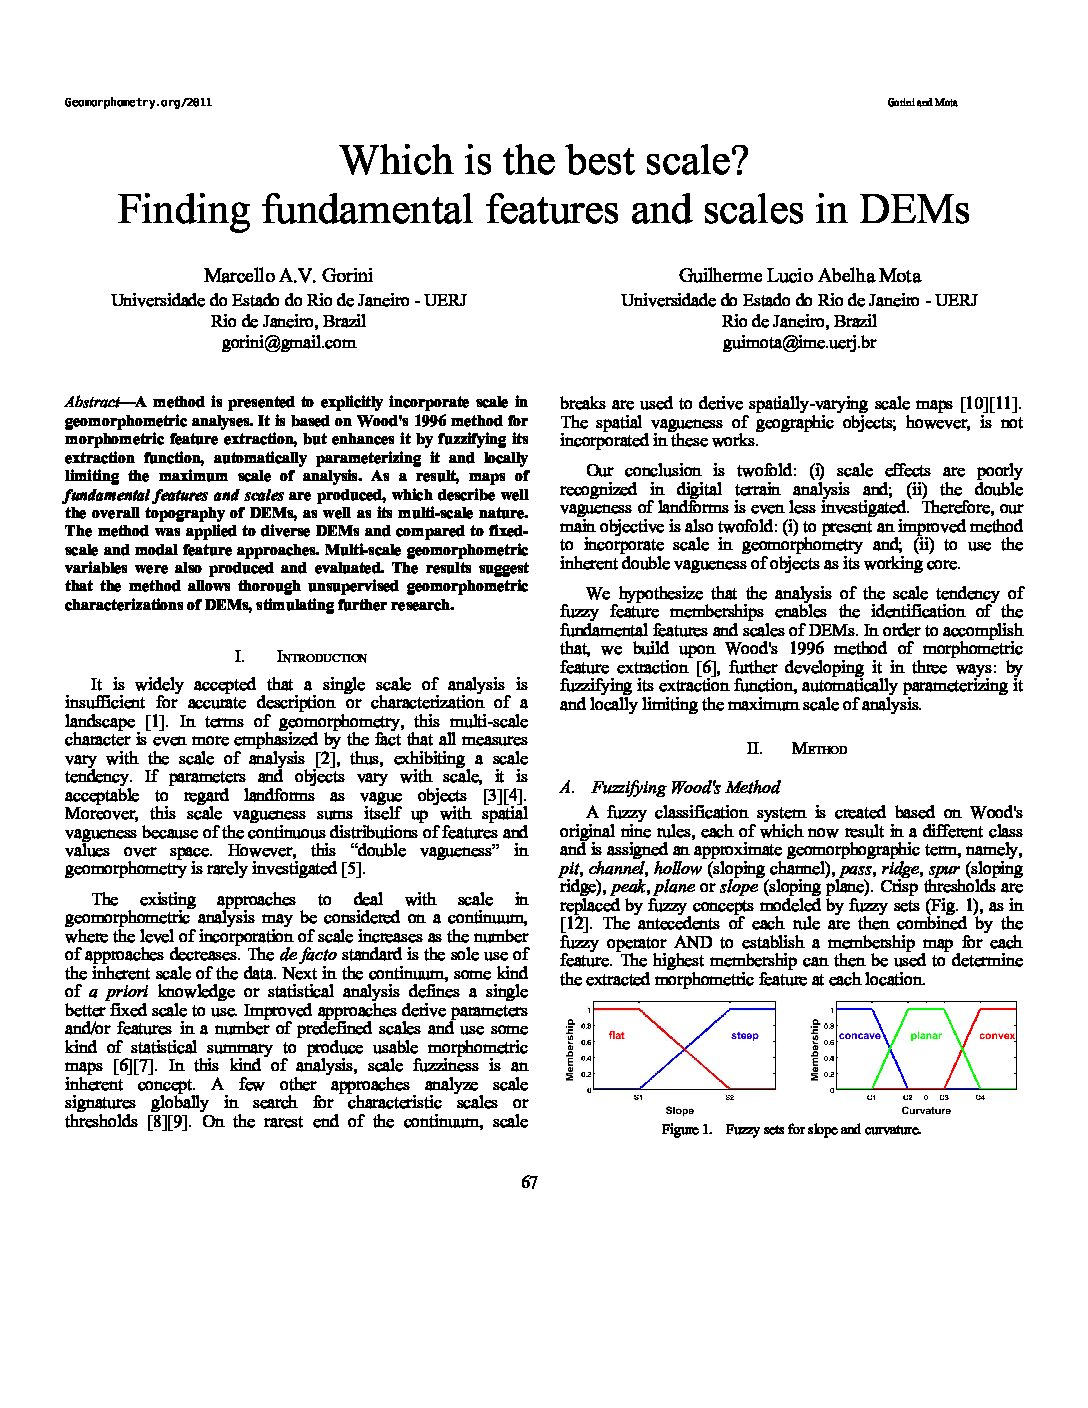 Geomorphometry.org/2011
Gorini and Mota
Which is the best scale?
Finding fundamental features and scales in DEMs
Marcello A.V. Gorini
Universidade do Estado do Rio de Janeiro - UERJ
Rio de Janeiro, Brazil
gorini@gmail.com
Guilherme Lucio Abelha Mota
Universidade do Estado do Rio de Janeiro - UERJ
Rio de Janeiro, Brazil
guimota@ime.uerj.br
Abstract—A method is presented to explicitly incorporate scale in
geomorphometric analyses. It is based on Wood's 1996 method for
morphometric feature extraction, but enhances it by fuzzifying its
extraction function, automatically parameterizing it and locally
limiting the maximum scale of analysis. As a result, maps of
fundamental features and scales are produced, which describe well
the overall topography of DEMs, as well as its multi-scale nature.
The method was applied to diverse DEMs and compared to fixed-
scale and modal feature approaches. Multi-scale geomorphometric
variables were also produced and evaluated. The results suggest
that the method allows thorough unsupervised geomorphometric
characterizations of DEMs, stimulating further research.
I. INTRODUCTION
It is widely accepted that a single scale of analysis is
insufficient for accurate description or characterization of a
landscape [1]. In terms of geomorphometry, this multi-scale
character is even more emphasized by the fact that all measures
vary with the scale of analysis [2], thus, exhibiting a scale
tendency. If parameters and objects vary with scale, it is
acceptable to regard landforms as vague objects [3][4].
Moreover, this scale vagueness sums itself up with spatial
vagueness because of the continuous distributions of features and
values over space. However, this “double vagueness” in
geomorphometry is rarely investigated [5].
The existing approaches to deal with scale in
geomorphometric analysis may be considered on a continuum,
where the level of incorporation of scale increases as the number
of approaches decreases. The de facto standard is the sole use of
the inherent scale of the data. Next in the continuum, some kind
of a priori knowledge or statistical analysis defines a single
better fixed scale to use. Improved approaches derive parameters
and/or features in a number of predefined scales and use some
kind of statistical summary to produce usable morphometric
maps [6][7]. In this kind of analysis, scale fuzziness is an
inherent concept. A few other approaches analyze scale
signatures globally in search for characteristic scales or
thresholds [8][9]. On the rarest end of the continuum, scale
breaks are used to derive spatially-varying scale maps [10][11].
The spatial vagueness of geographic objects; however, is not
incorporated in these works.
Our conclusion is twofold: (i) scale effects are poorly
recognized in digital terrain analysis and; (ii) the double
vagueness of landforms is even less investigated. Therefore, our
main objective is also twofold: (i) to present an improved method
to incorporate scale in geomorphometry and; (ii) to use the
inherent double vagueness of objects as its working core.
We hypothesize that the analysis of the scale tendency of
fuzzy feature memberships enables the identification of the
fundamental features and scales of DEMs. In order to accomplish
that, we build upon Wood's 1996 method of morphometric
feature extraction [6], further developing it in three ways: by
fuzzifying its extraction function, automatically parameterizing it
and locally limiting the maximum scale of analysis.
II. METHOD
A. Fuzzifying Wood's Method
A fuzzy classification system is created based on Wood's
original nine rules, each of which now result in a different class
and is assigned an approximate geomorphographic term, namely,
pit, channel, hollow (sloping channel), pass, ridge, spur (sloping
ridge), peak, plane or slope (sloping plane). Crisp thresholds are
replaced by fuzzy concepts modeled by fuzzy sets (Fig. 1), as in
[12]. The antecedents of each rule are then combined by the
fuzzy operator AND to establish a membership map for each
feature. The highest membership can then be used to determine
the extracted morphometric feature at each location.
Membership
1
0.8
0.6
0.4
0.2
0
flat
steep
S1
S2
Slope
Membership
1
0.8
0.6
0.4
0.2
0
concave
planar
convex
C1
C2
0
C3
C4
Curvature
Figure 1. Fuzzy sets for slope and curvature.
67